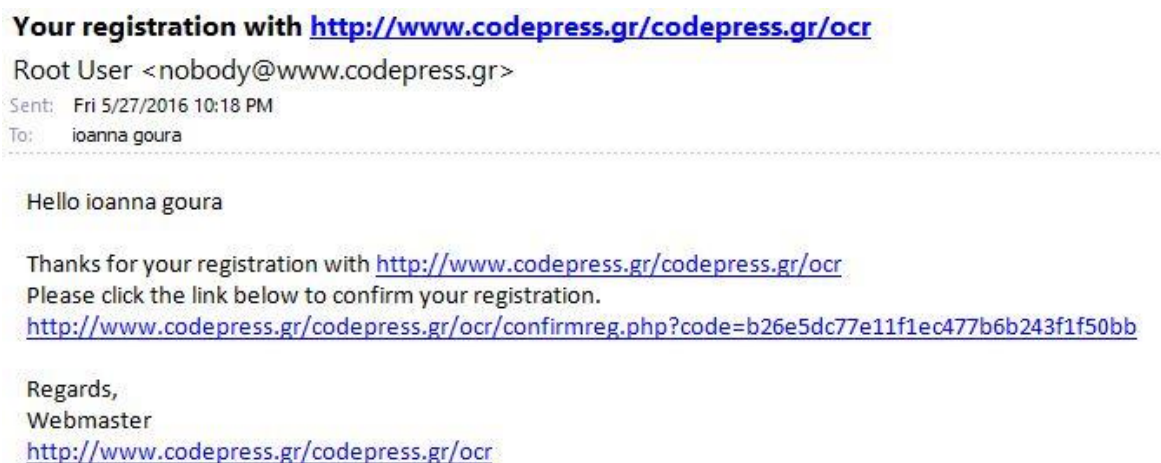 Your registration with http://www.codepress.gr/codepress.gr/ocr
Root User <nobody@www.codepress.gr>
Sent: Fri 5/27/2016 10:18 PM
To: ioanna goura
Hello ioanna goura
Thanks for your registration with http://www.codepress.gr/codepress.gr/ocr
Please click the link below to confirm your registration.
http://www.codepress.gr/codepress.gr/ocr/confirmreg.php?code=b26e5dc77e11f1ec477b6b243f1f50bb
Regards,
Webmaster
http://www.codepress.gr/codepress.gr/ocr